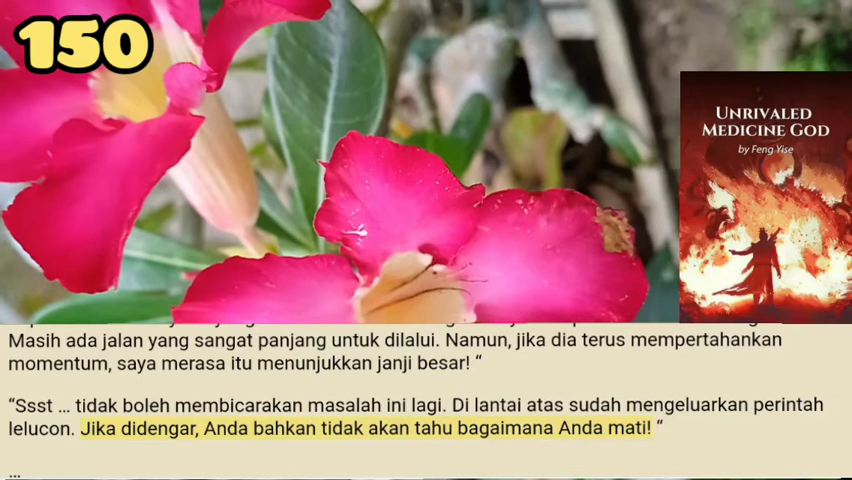 150
UNRIVALED
MEDICINE GOD
by Feng Yise
Masih ada jalan yang sangat panjang untuk dilalui. Namun, jika dia terus mempertahankan
momentum, saya merasa itu menunjukkan janji besar! “
“Ssst ... tidak boleh membicarakan masalah ini lagi. Di lantai atas sudah mengeluarkan perintah
lelucon. Jika didengar, Anda bahkan tidak akan tahu bagaimana Anda mati! “
...